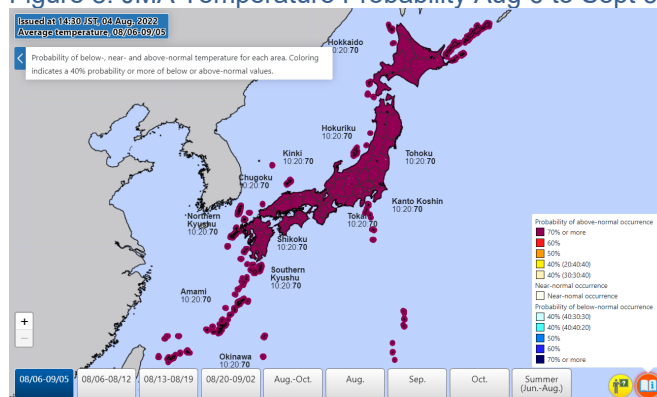 Issued at 14:30 JST, 04 Aug. 2022
Average temperature, 08/06-09/05
Probability of below-, near- and above-normal temperature for each area. Coloring
indicates a 40% probability or more of below or above-normal values.
Hokkaido
10:20:70
Hokuriku
10:20:70
Tohoku
10:20:70
Kinki
10:20:70
Chugoku
10:20:70
Kanto Koshin
10:20:70
Northern
Kyushu
10:20:70
Tokai
10:20:70
Shikoku
10:20:70
Southern
Kyushu
10:20:70
Amami
10:20:70
Okinawa
10:20:70
Probability of above-normal occurrence
70% or more
60%
50%
40% (20:40:40)
40% (30:30:40)
Near-normal occurrence
Near-nomal occurrence
Probability of below-normal occurrence
40% (40:30:30)
40% (40:40:20)
50%
60%
70% or more
+
−
08/06-09/05
08/06-08/12
08/13-08/19
08/20-09/02
Aug.-Oct.
Aug.
Sep.
Oct.
Summer
(Jun.-Aug.)